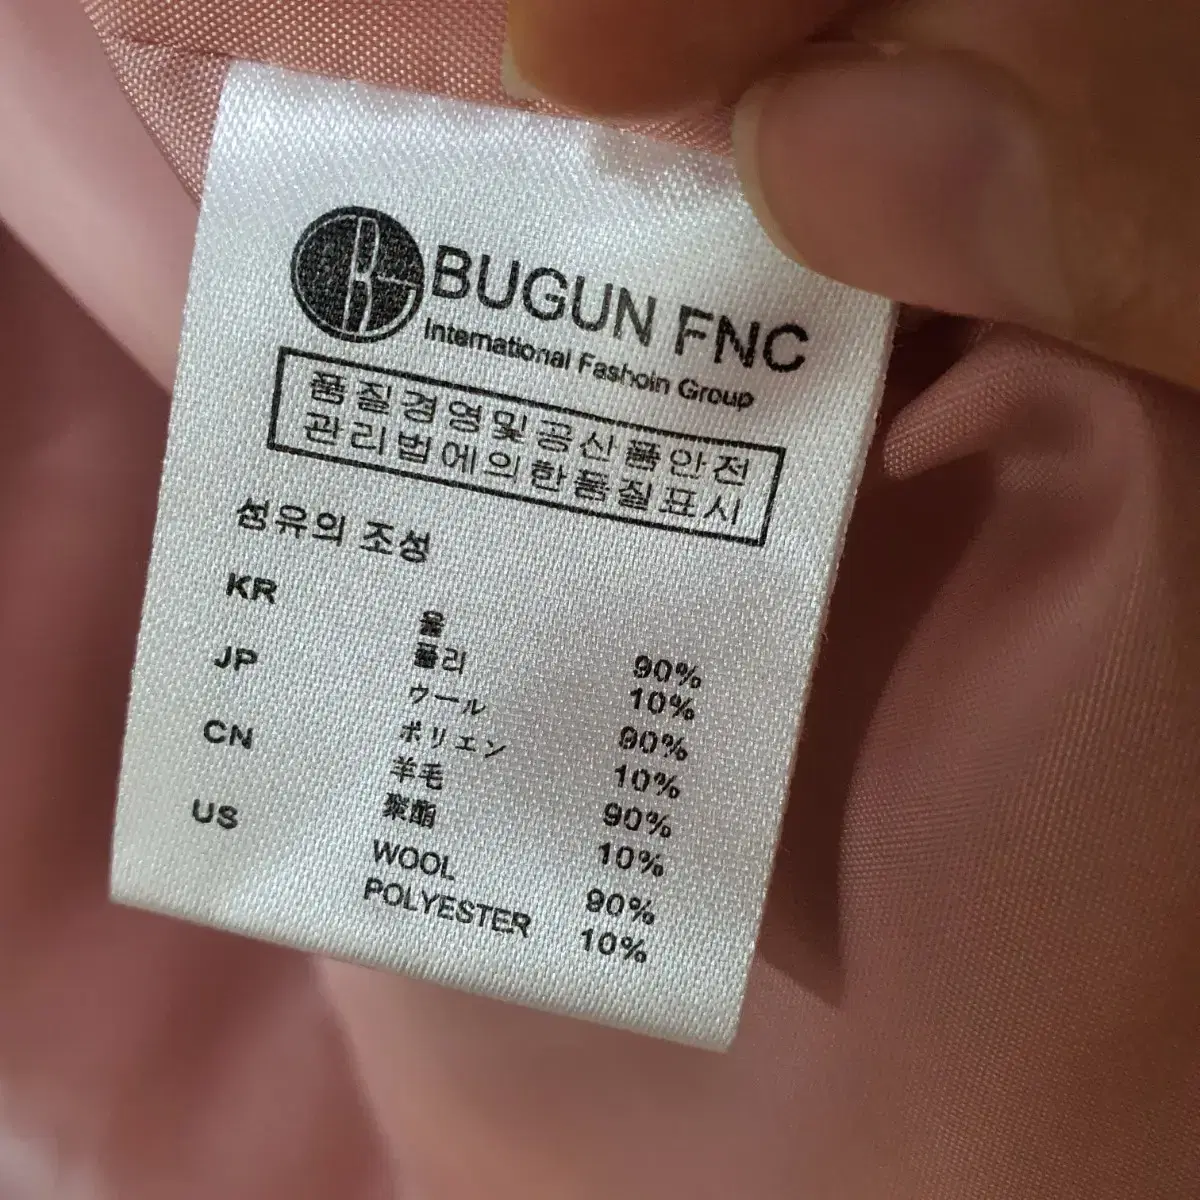 BUGUN FNC
International Fashoin Group
품질경영및공산품안전
관리법에의한품질표시
섬유의 조성
KR
울 90%
폴리 10%
JP
ウール 90%
ポリエン 10%
CN
羊毛 90%
聚酯 10%
US
WOOL 90%
POLYESTER 10%